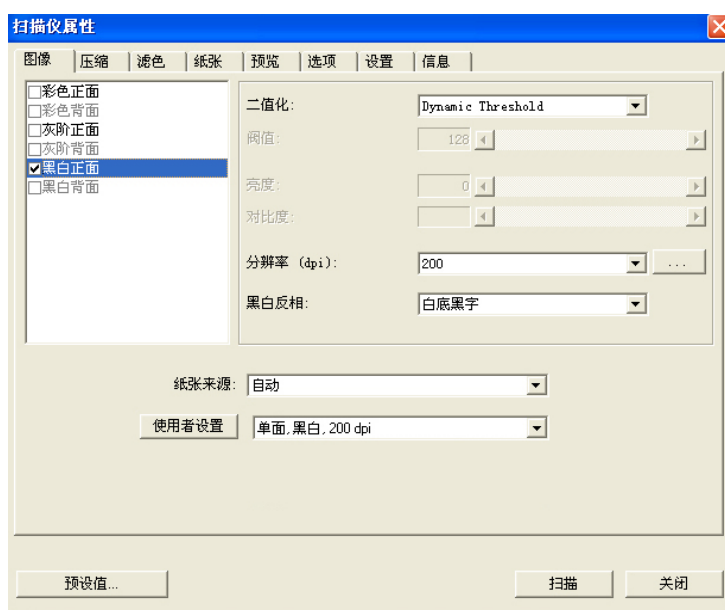 扫描仪属性
图像 压缩 滤色 纸张 预览 选项 设置 信息
彩色正面
彩色背面
灰阶正面
灰阶背面
黑白正面
黑白背面
二值化: Dynamic Threshold
阈值: 128
亮度: 0
对比度:
分辨率 (dpi): 200 ...
黑白反相: 白底黑字
纸张来源: 自动
使用者设置 单面,黑白,200 dpi
预设值... 扫描 关闭